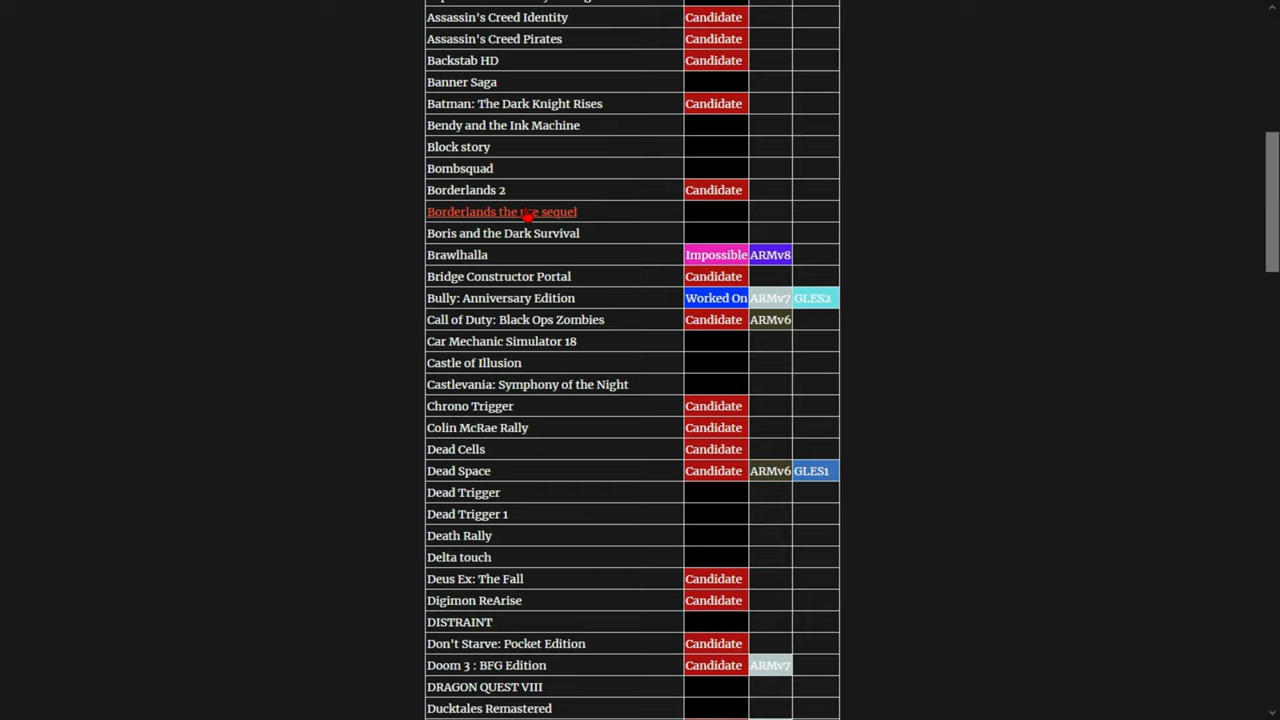 Assassin's Creed Identity Candidate
Assassin's Creed Pirates Candidate
Backstab HD Candidate
Banner Saga
Batman: The Dark Knight Rises Candidate
Bendy and the Ink Machine
Block story
Bombsquad
Borderlands 2 Candidate
Borderlands the pre sequel
Boris and the Dark Survival
Brawlhalla Impossible ARMv8
Bridge Constructor Portal Candidate
Bully: Anniversary Edition Worked On ARMv7 GLES2
Call of Duty: Black Ops Zombies Candidate ARMv6
Car Mechanic Simulator 18
Castle of Illusion
Castlevania: Symphony of the Night
Chrono Trigger Candidate
Colin McRae Rally Candidate
Dead Cells Candidate
Dead Space Candidate ARMv6 GLES1
Dead Trigger
Dead Trigger 1
Death Rally
Delta touch
Deus Ex: The Fall Candidate
Digimon ReArise Candidate
DISTRAINT
Don't Starve: Pocket Edition Candidate
Doom 3 : BFG Edition Candidate ARMv7
DRAGON QUEST VIII
Ducktales Remastered